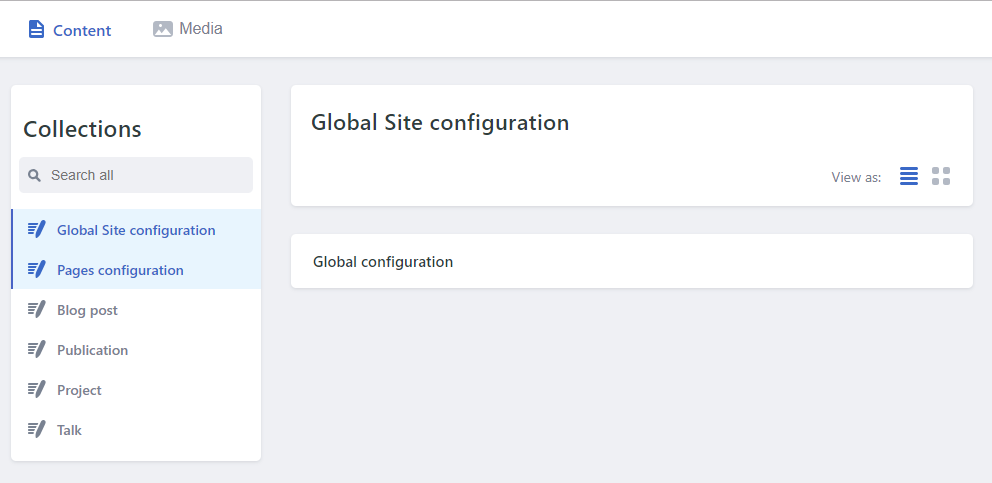 Content
Media
Collections
Search all
Global Site configuration
Pages configuration
Blog post
Publication
Project
Talk
Global Site configuration
View as:
Global configuration